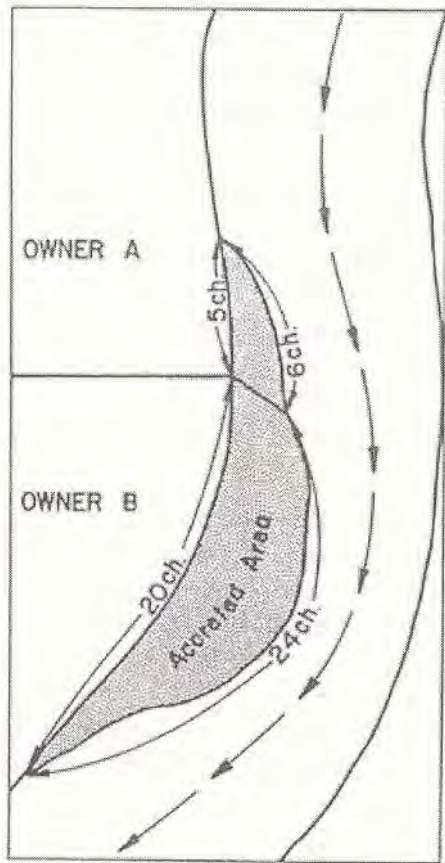 OWNER A
5ch.
6ch.
OWNER B
20ch.
Accreted Area
24ch.